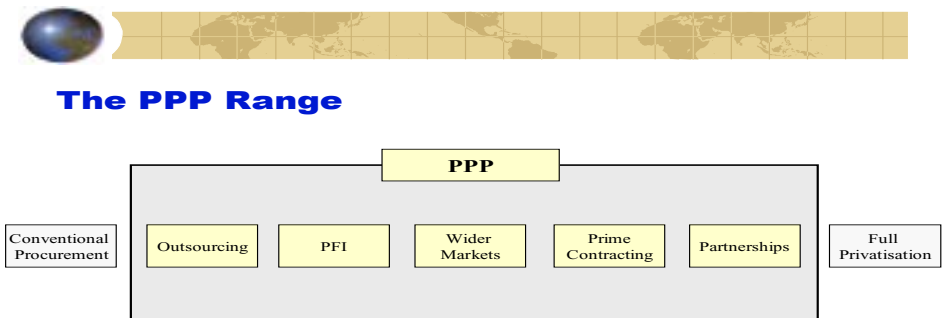 The PPP Range
PPP
Conventional
Procurement
Outsourcing
PFI
Wider
Markets
Prime
Contracting
Partnerships
Full
Privatisation